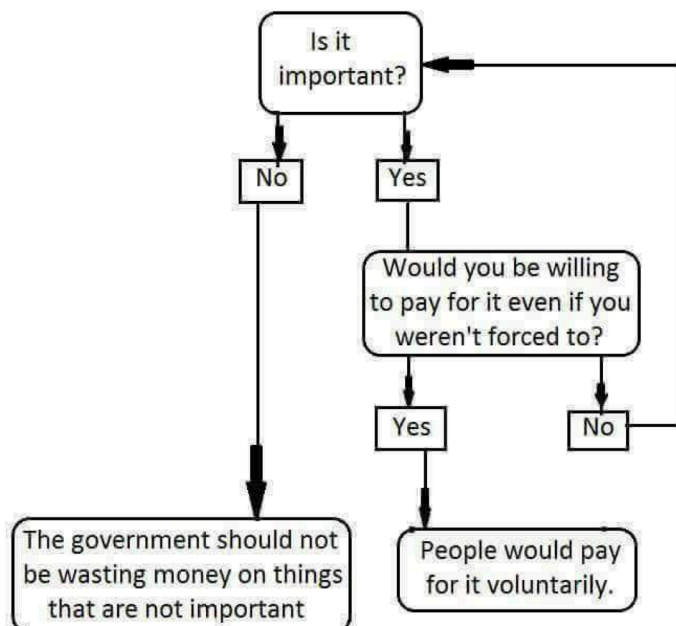 Is it
important?
No
Yes
Would you be willing
to pay for it even if you
weren't forced to?
Yes
No
The government should not
be wasting money on things
that are not important
People would pay
for it voluntarily.